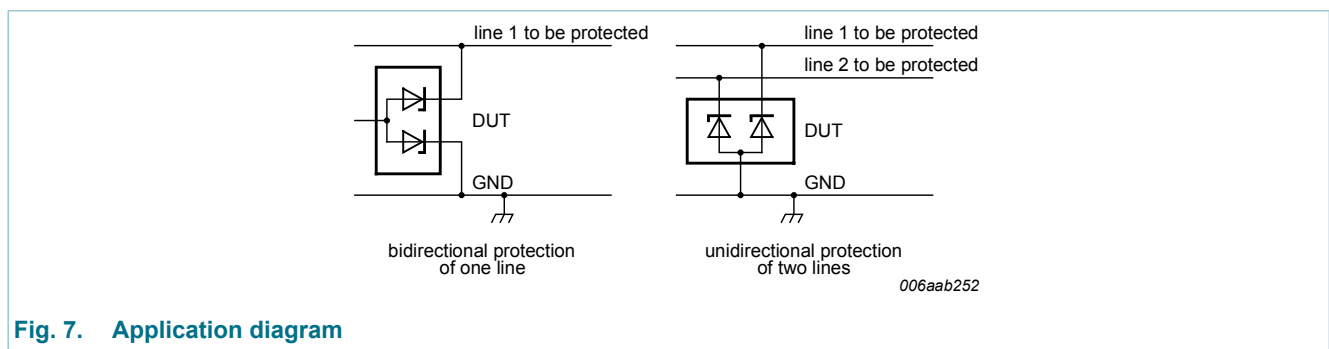 line 1 to be protected
DUT
GND
bidirectional protection
of one line
line 1 to be protected
line 2 to be protected
DUT
GND
unidirectional protection
of two lines
006aab252
Fig. 7. Application diagram